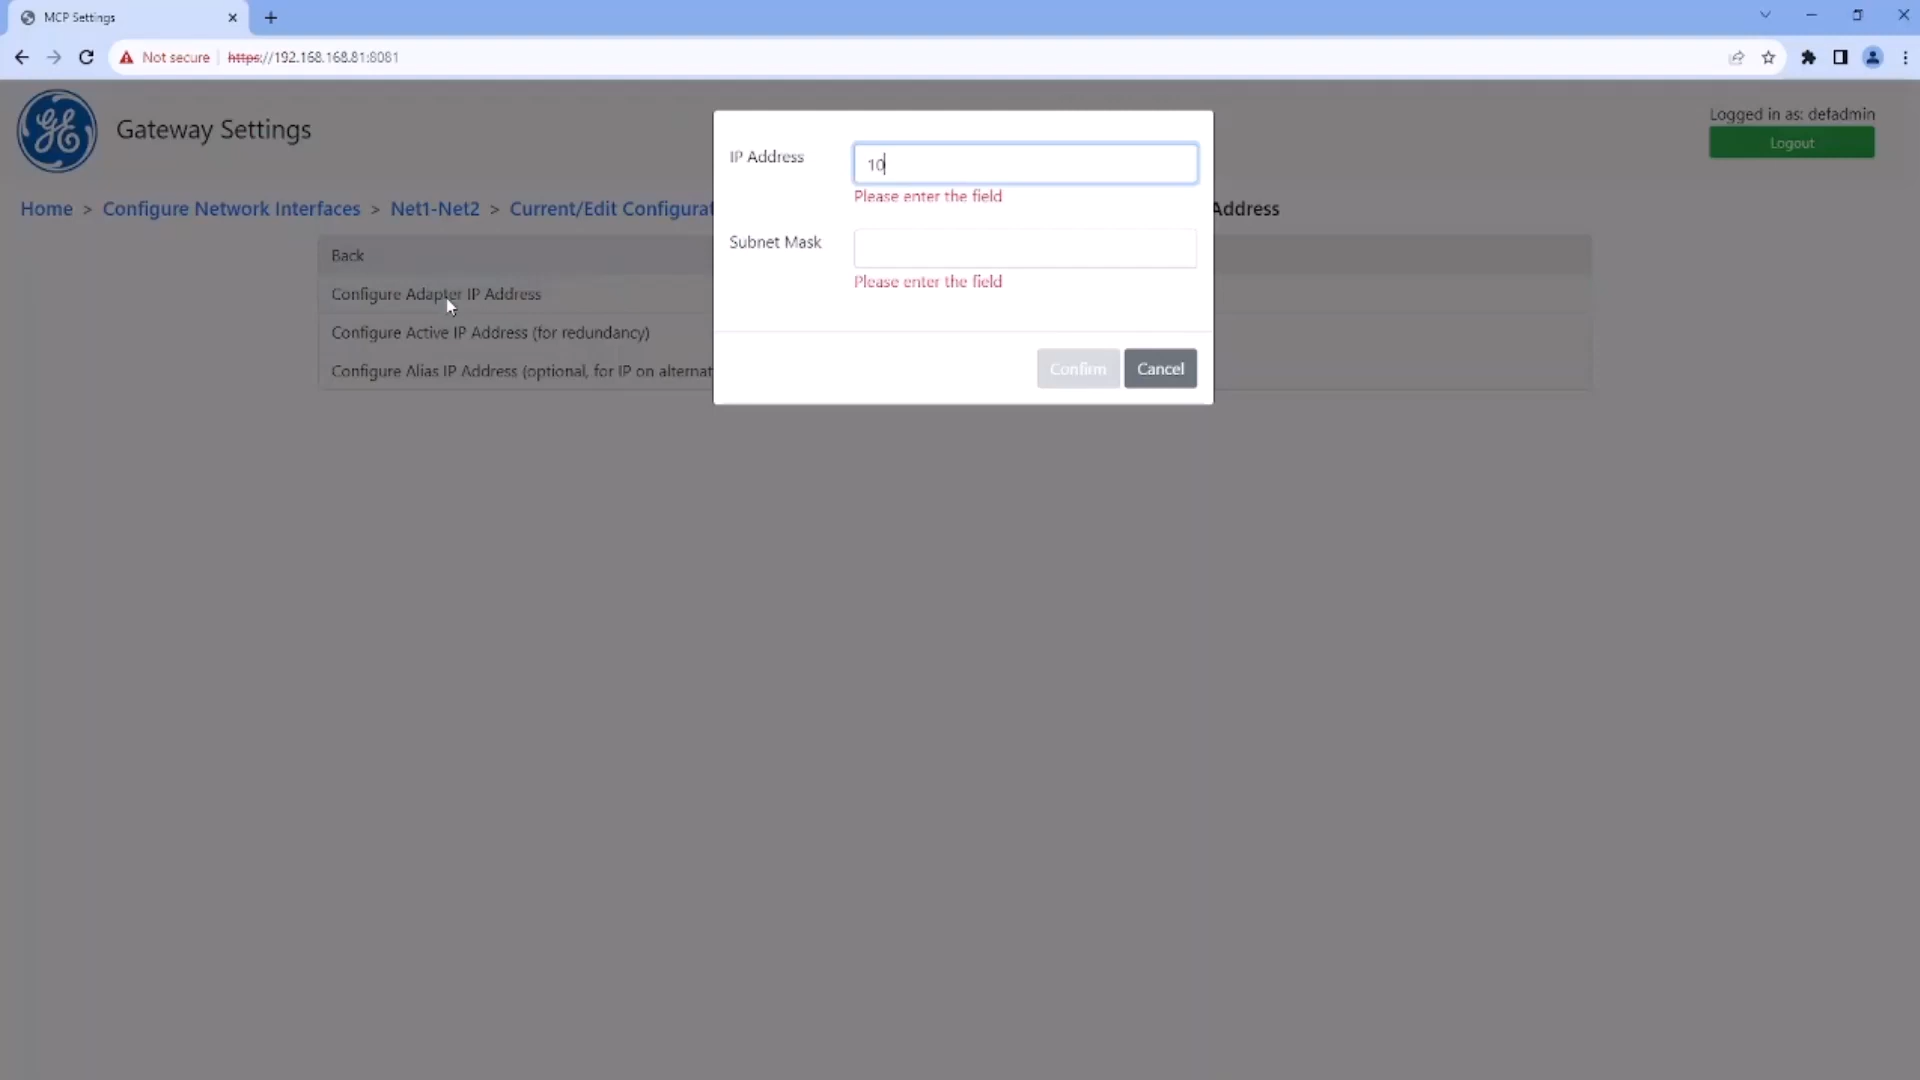 MCP Settings
Not secure
https://192.168.168.81:8081
GE
Gateway Settings
Logged in as: defadmin
Logout
Home > Configure Network Interfaces > Net1-Net2 > Current/Edit Configurat
Address
Back
Configure Adapter IP Address
Configure Active IP Address (for redundancy)
Configure Alias IP Address (optional, for IP on alternat
IP Address
10
Please enter the field
Subnet Mask
Please enter the field
Confirm
Cancel